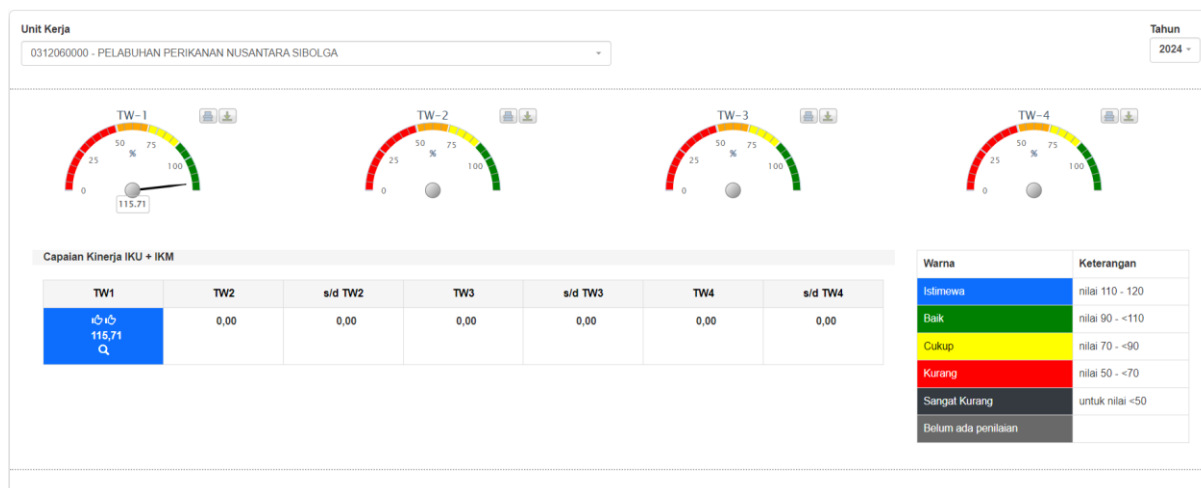 Unit Kerja
Tahun
0312060000 - PELABUHAN PERIKANAN NUSANTARA SIBOLGA
2024
TW-1
0
25
50
75
100
%
115.71
TW-2
0
25
50
75
100
%
TW-3
0
25
50
75
100
%
TW-4
0
25
50
75
100
%
Capaian Kinerja IKU + IKM
TW1 TW2 s/d TW2 TW3 s/d TW3 TW4 s/d TW4
115,71 0,00 0,00 0,00 0,00 0,00 0,00
Warna Keterangan
Istimewa nilai 110 - 120
Baik nilai 90 - <110
Cukup nilai 70 - <90
Kurang nilai 50 - <70
Sangat Kurang untuk nilai <50
Belum ada penilaian